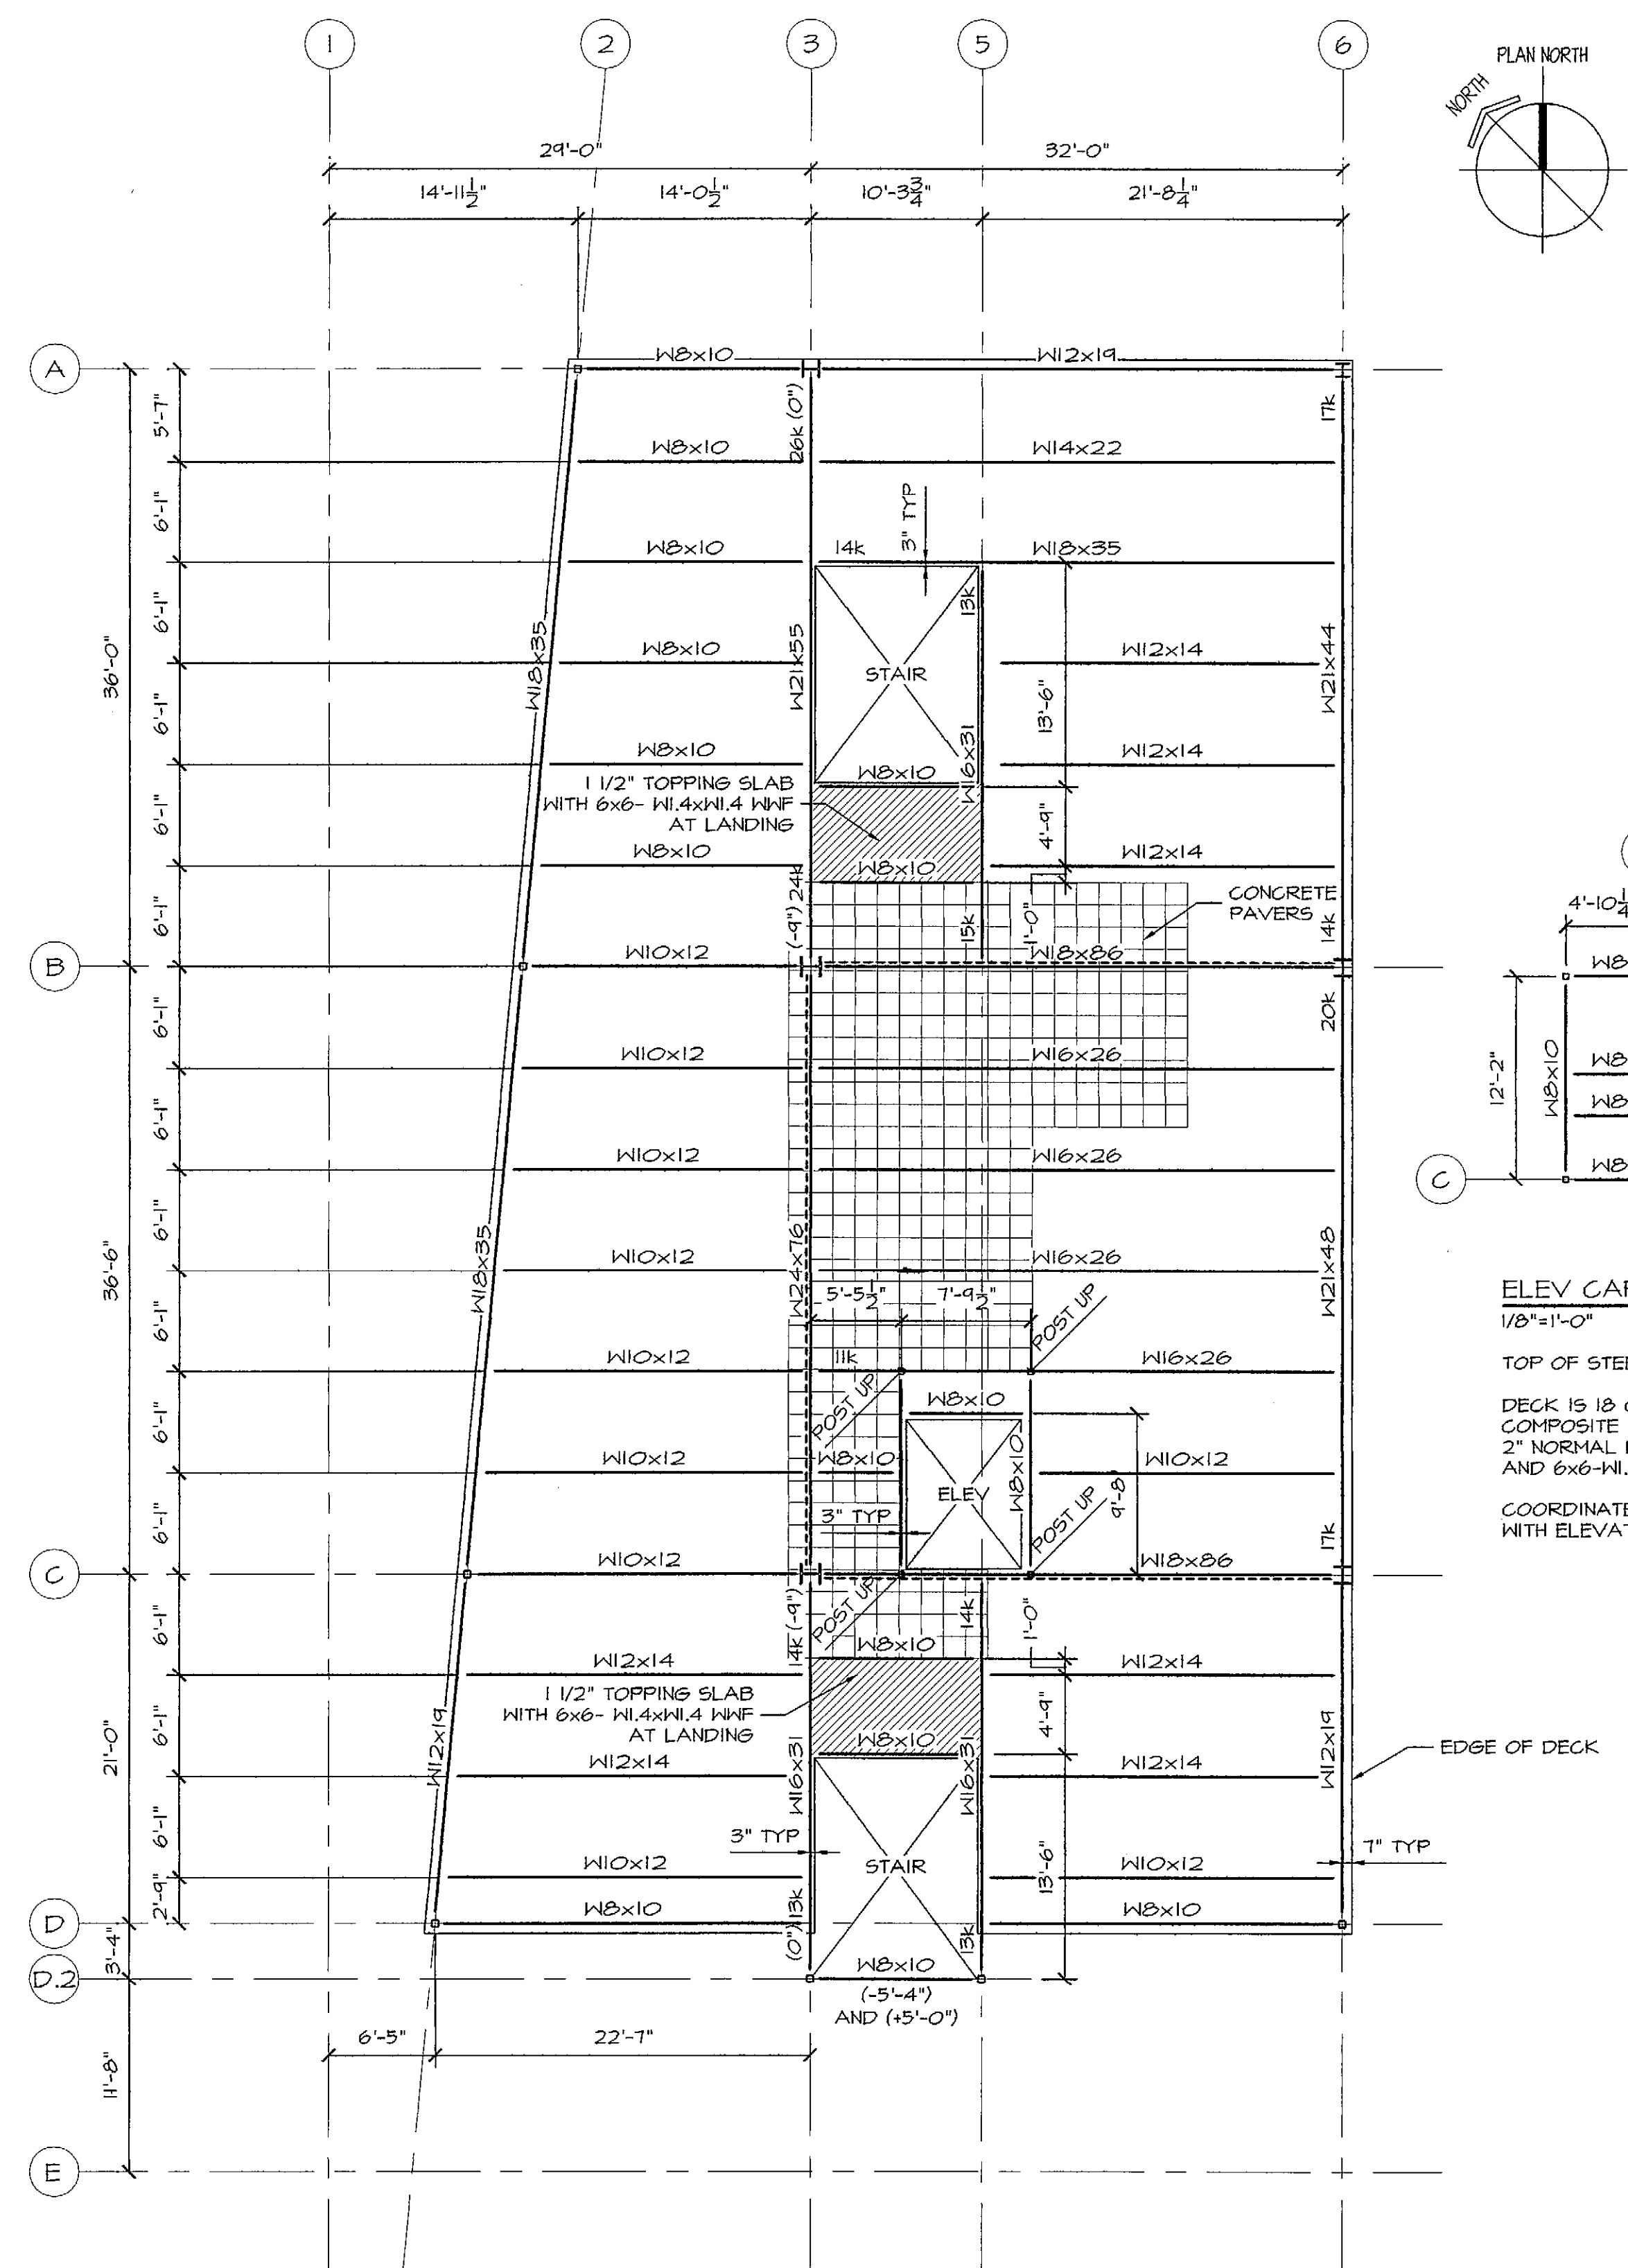 1
2
3
5
6
PLAN NORTH
NORTH
29'-0"
32'-0"
14'-11 1/2"
14'-0 1/2"
10'-3 3/4"
21'-8 1/4"
A
W8x10
W12x19
5'-7"
26k (0")
17k
W8x10
W14x22
6'-1"
3" TYP
W8x10
14k
W18x35
13k
6'-1"
36'-0"
W18x35
W8x10
W21x55
STAIR
W12x14
W21x44
6'-1"
13'-6"
W8x10
W8x10
W16x31
W12x14
1 1/2" TOPPING SLAB
WITH 6x6- W1.4xW1.4 WWF
AT LANDING
6'-1"
4'-9"
W8x10
W8x10
W12x14
CONCRETE
PAVERS
6'-1"
(-9") 24k
15k
1'-0"
14k
B
W10x12
W18x86
6'-1"
20k
W10x12
W16x26
6'-1"
W10x12
W16x26
6'-1"
36'-6"
W18x35
W10x12
W24x76
W16x26
W21x48
5'-5 1/2"
7'-9 1/2"
POST UP
6'-1"
W10x12
11k
W16x26
POST UP
W8x10
6'-1"
W10x12
W8x10
W8x10
W10x12
ELEV
9'-8"
3" TYP
POST UP
6'-1"
17k
C
W10x12
W18x86
POST UP
14k (-9")
14k
1'-0"
6'-1"
W8x10
W12x14
W12x14
1 1/2" TOPPING SLAB
WITH 6x6- W1.4xW1.4 WWF
AT LANDING
6'-1"
4'-9"
21'-0"
W12x19
W8x10
W12x14
W16x31
W16x31
W12x14
W12x19
EDGE OF DECK
6'-1"
3" TYP
STAIR
13'-6"
7" TYP
W10x12
W10x12
2'-9"
D
W8x10
(0") 13k
13k
W8x10
3'-4"
D.2
W8x10
(-5'-4")
AND (+5'-0")
6'-5"
22'-7"
11'-8"
E
4'-10 1/4
W8
12'-2"
W8x10
W8
W8
C
W8
ELEV
1/8"=1'-0"
TOP OF
DECK IS 18
COMPOSITE
2" NORMAL
AND 6x6-W1.
WITH